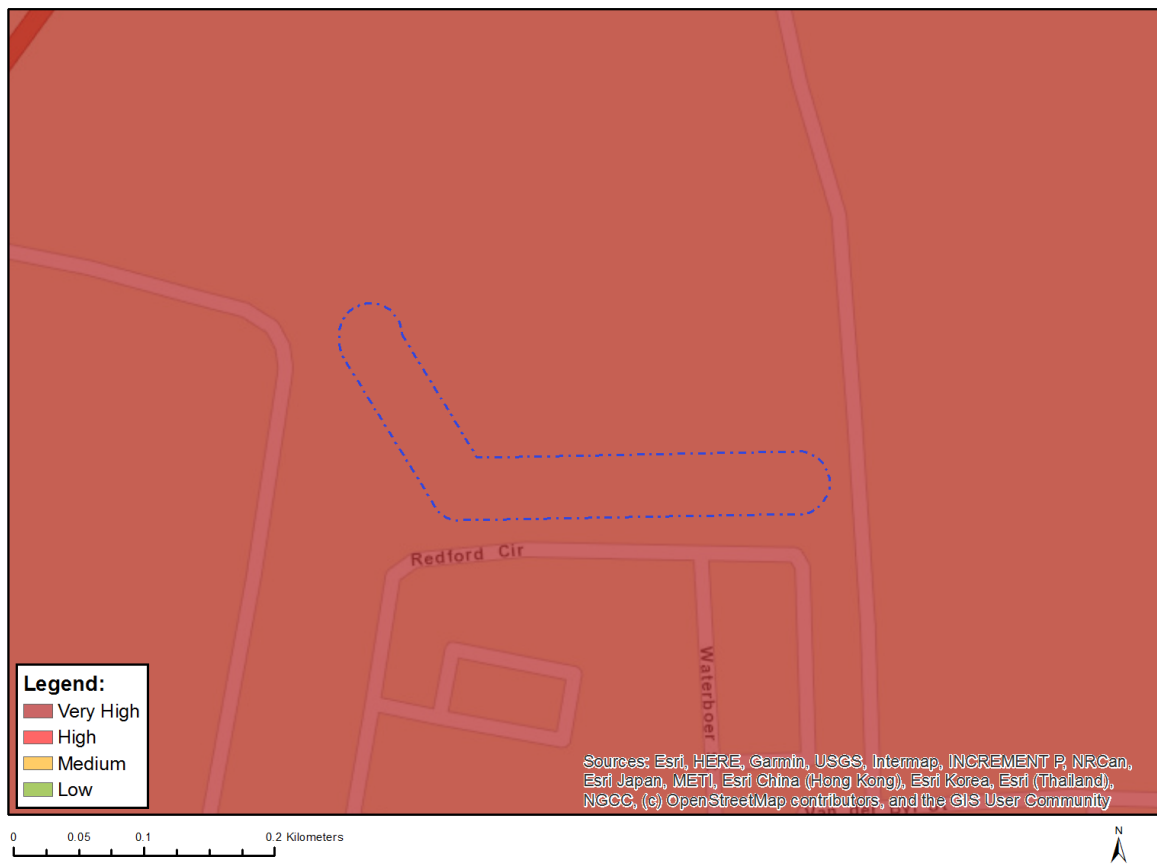 Redford Cir
Waterboer
Legend:
Very High
High
Medium
Low
Sources: Esri, HERE, Garmin, USGS, Intermap, INCREMENT P, NRCan,
Esri Japan, METI, Esri China (Hong Kong), Esri Korea, Esri (Thailand),
NGCC, (c) OpenStreetMap contributors, and the GIS User Community
0 0.05 0.1 0.2 Kilometers
N